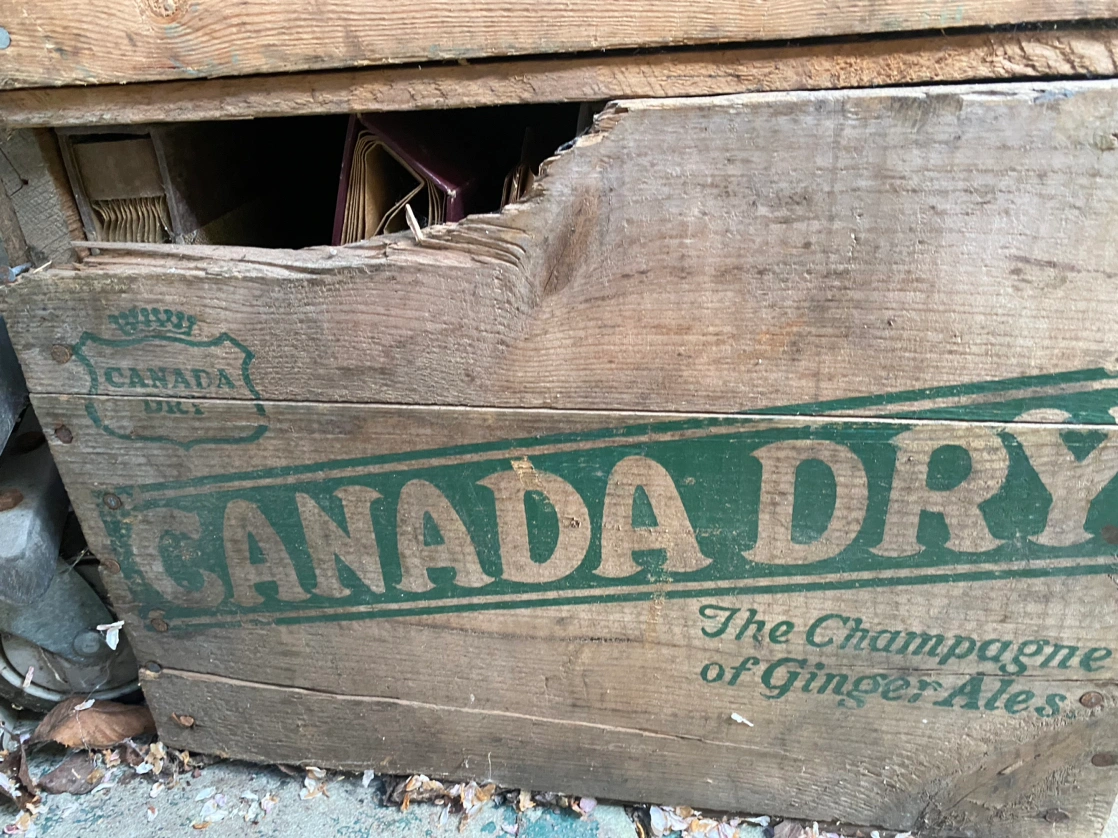 CANADA
DRY
CANADA DRY
The Champagne
of Ginger Ales